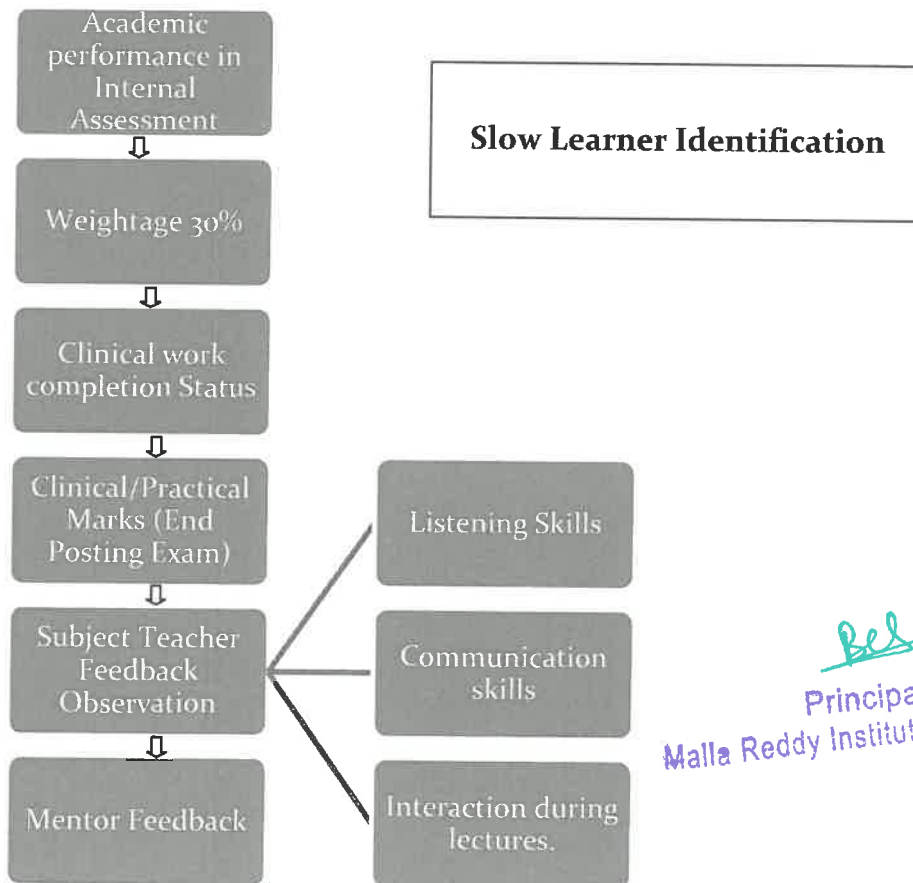 Academic
performance in
Internal
Assessment
Slow Learner Identification
Weightage 30%
Clinical work
completion Status
Clinical/Practical
Marks (End
Posting Exam)
Listening Skills
Subject Teacher
Feedback
Observation
Communication
skills
Malla Reddy
Mentor Feedback
Interaction during
lectures.